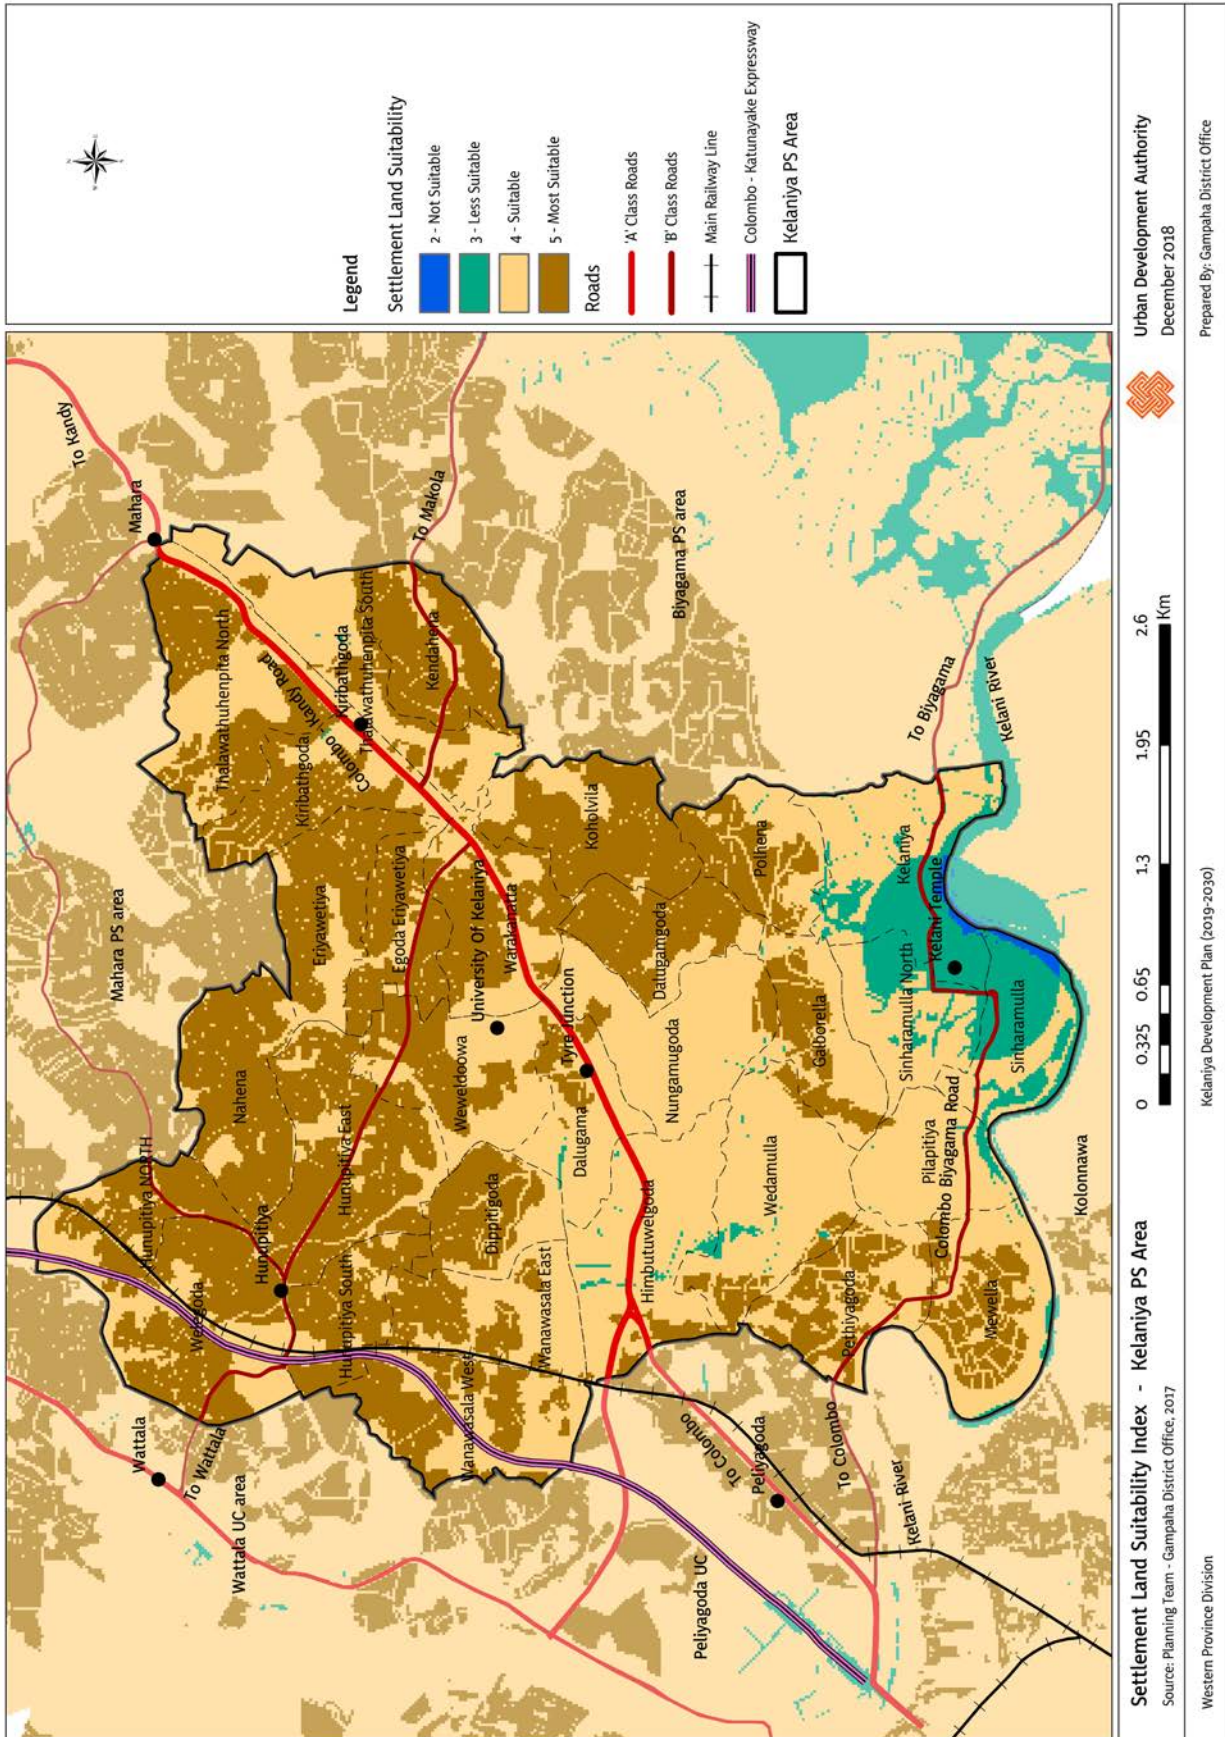 Mahara
To Kandy
Thalawathuhenpita North
Kiribathgoda
Colombo - Kandy Road
Kiribathgoda
Thalawathuhenpita South
Kendahena
To Makola
Mahara PS area
Eriyawetiya
Egoda Eriyawetiya
University Of Kelaniya
Warakanatta
Koholvila
Biyagama PS area
Nahena
Hunupitiya NORTH
Hunupitiya
Hunupitiya East
Weweldoowa
Tyre Junction
Dalugama
Dalugamgoda
Polhena
Nungamugoda
Galborella
Welegoda
Hunupitiya South
Dippitigoda
Wanawasala East
Wanawasala West
Himbutuwelgoda
Wedamulla
Wattala
To Wattala
Wattala UC area
Peliyagoda UC
Peliyagoda
To Colombo
To Colombo
Kelani River
Pethiyagoda
Mewella
Pilapitiya
Colombo Biyagama Road
Kolonnawa
Sinharamulla North
Sinharamulla
Kelani Temple
Kelaniya
To Biyagama
Kelani River
Legend
Settlement Land Suitability
2 - Not Suitable
3 - Less Suitable
4 - Suitable
5 - Most Suitable
Roads
'A' Class Roads
'B' Class Roads
Main Railway Line
Colombo - Katunayake Expressway
Kelaniya PS Area
Settlement Land Suitability Index - Kelaniya PS Area
Source: Planning Team - Gampaha District Office, 2017
0 0.325 0.65 1.3 1.95 2.6
Km
Urban Development Authority
December 2018
Western Province Division
Kelaniya Development Plan (2019-2030)
Prepared By: Gampaha District Office